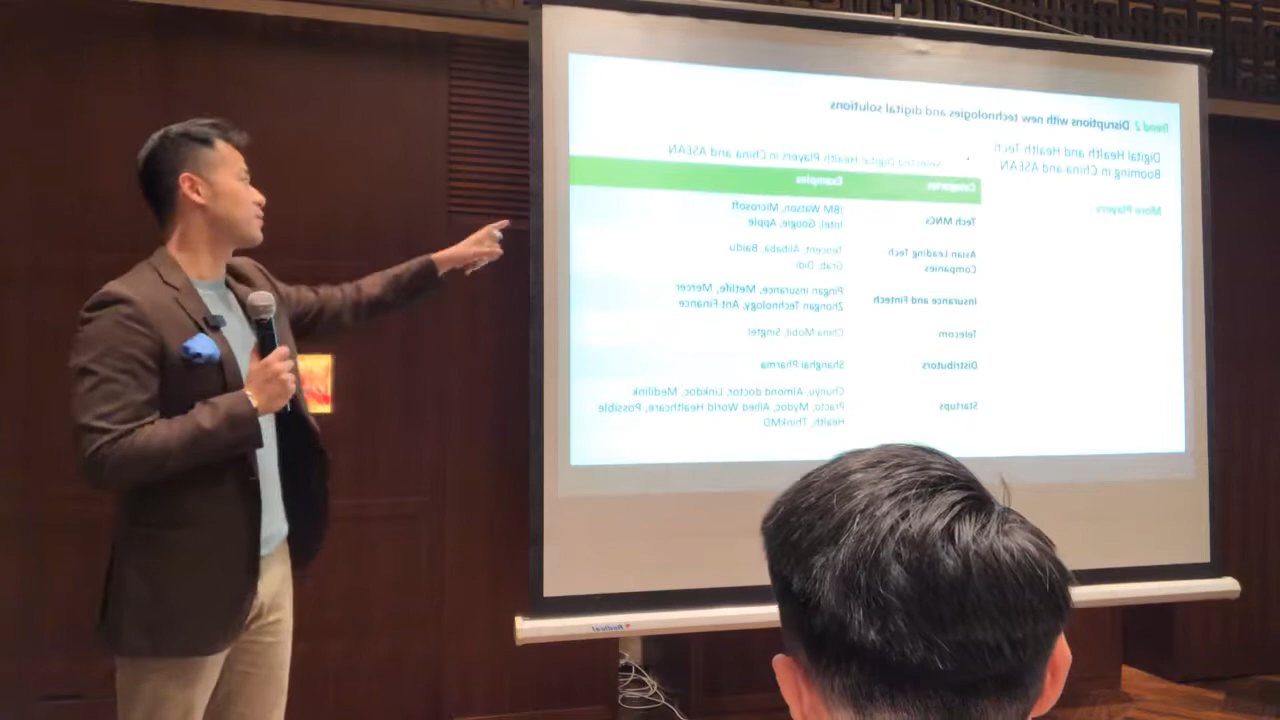 Trend 2 Disruptions with new technologies and digital solutions
Digital Health and Health Tech
Booming in China and ASEAN
More Players
Selected Digital Health Players in China and ASEAN
Categories Examples
Tech MNCs
IBM Watson, Microsoft
Intel, Google, Apple
Asian Leading Tech
Companies
Tencent, Alibaba, Baidu
Grab, Didi
Insurance and Fintech
Pingan Insurance, Metlife, Mercer
Zhongan Technology, Ant Finance
Telecom
China Mobil, Singtel
Distributors
Shanghai Pharma
Startups
Chunyu, Almond doctor, Linkdoc, Medilink
Practo, Mydoc, Allied World Healthcare, Possible
Health, ThinkMD